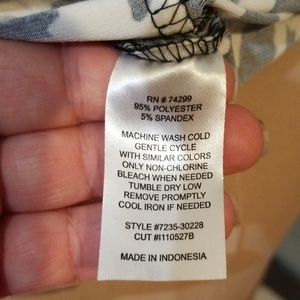 RN # 74299
95% POLYESTER
5% SPANDEX
MACHINE WASH COLD
GENTLE CYCLE
WITH SIMILAR COLORS
ONLY NON-CHLORINE
BLEACH WHEN NEEDED
TUMBLE DRY LOW
REMOVE PROMPTLY
COOL IRON IF NEEDED
STYLE #7235-30228
CUT #I110527B
MADE IN INDONESIA